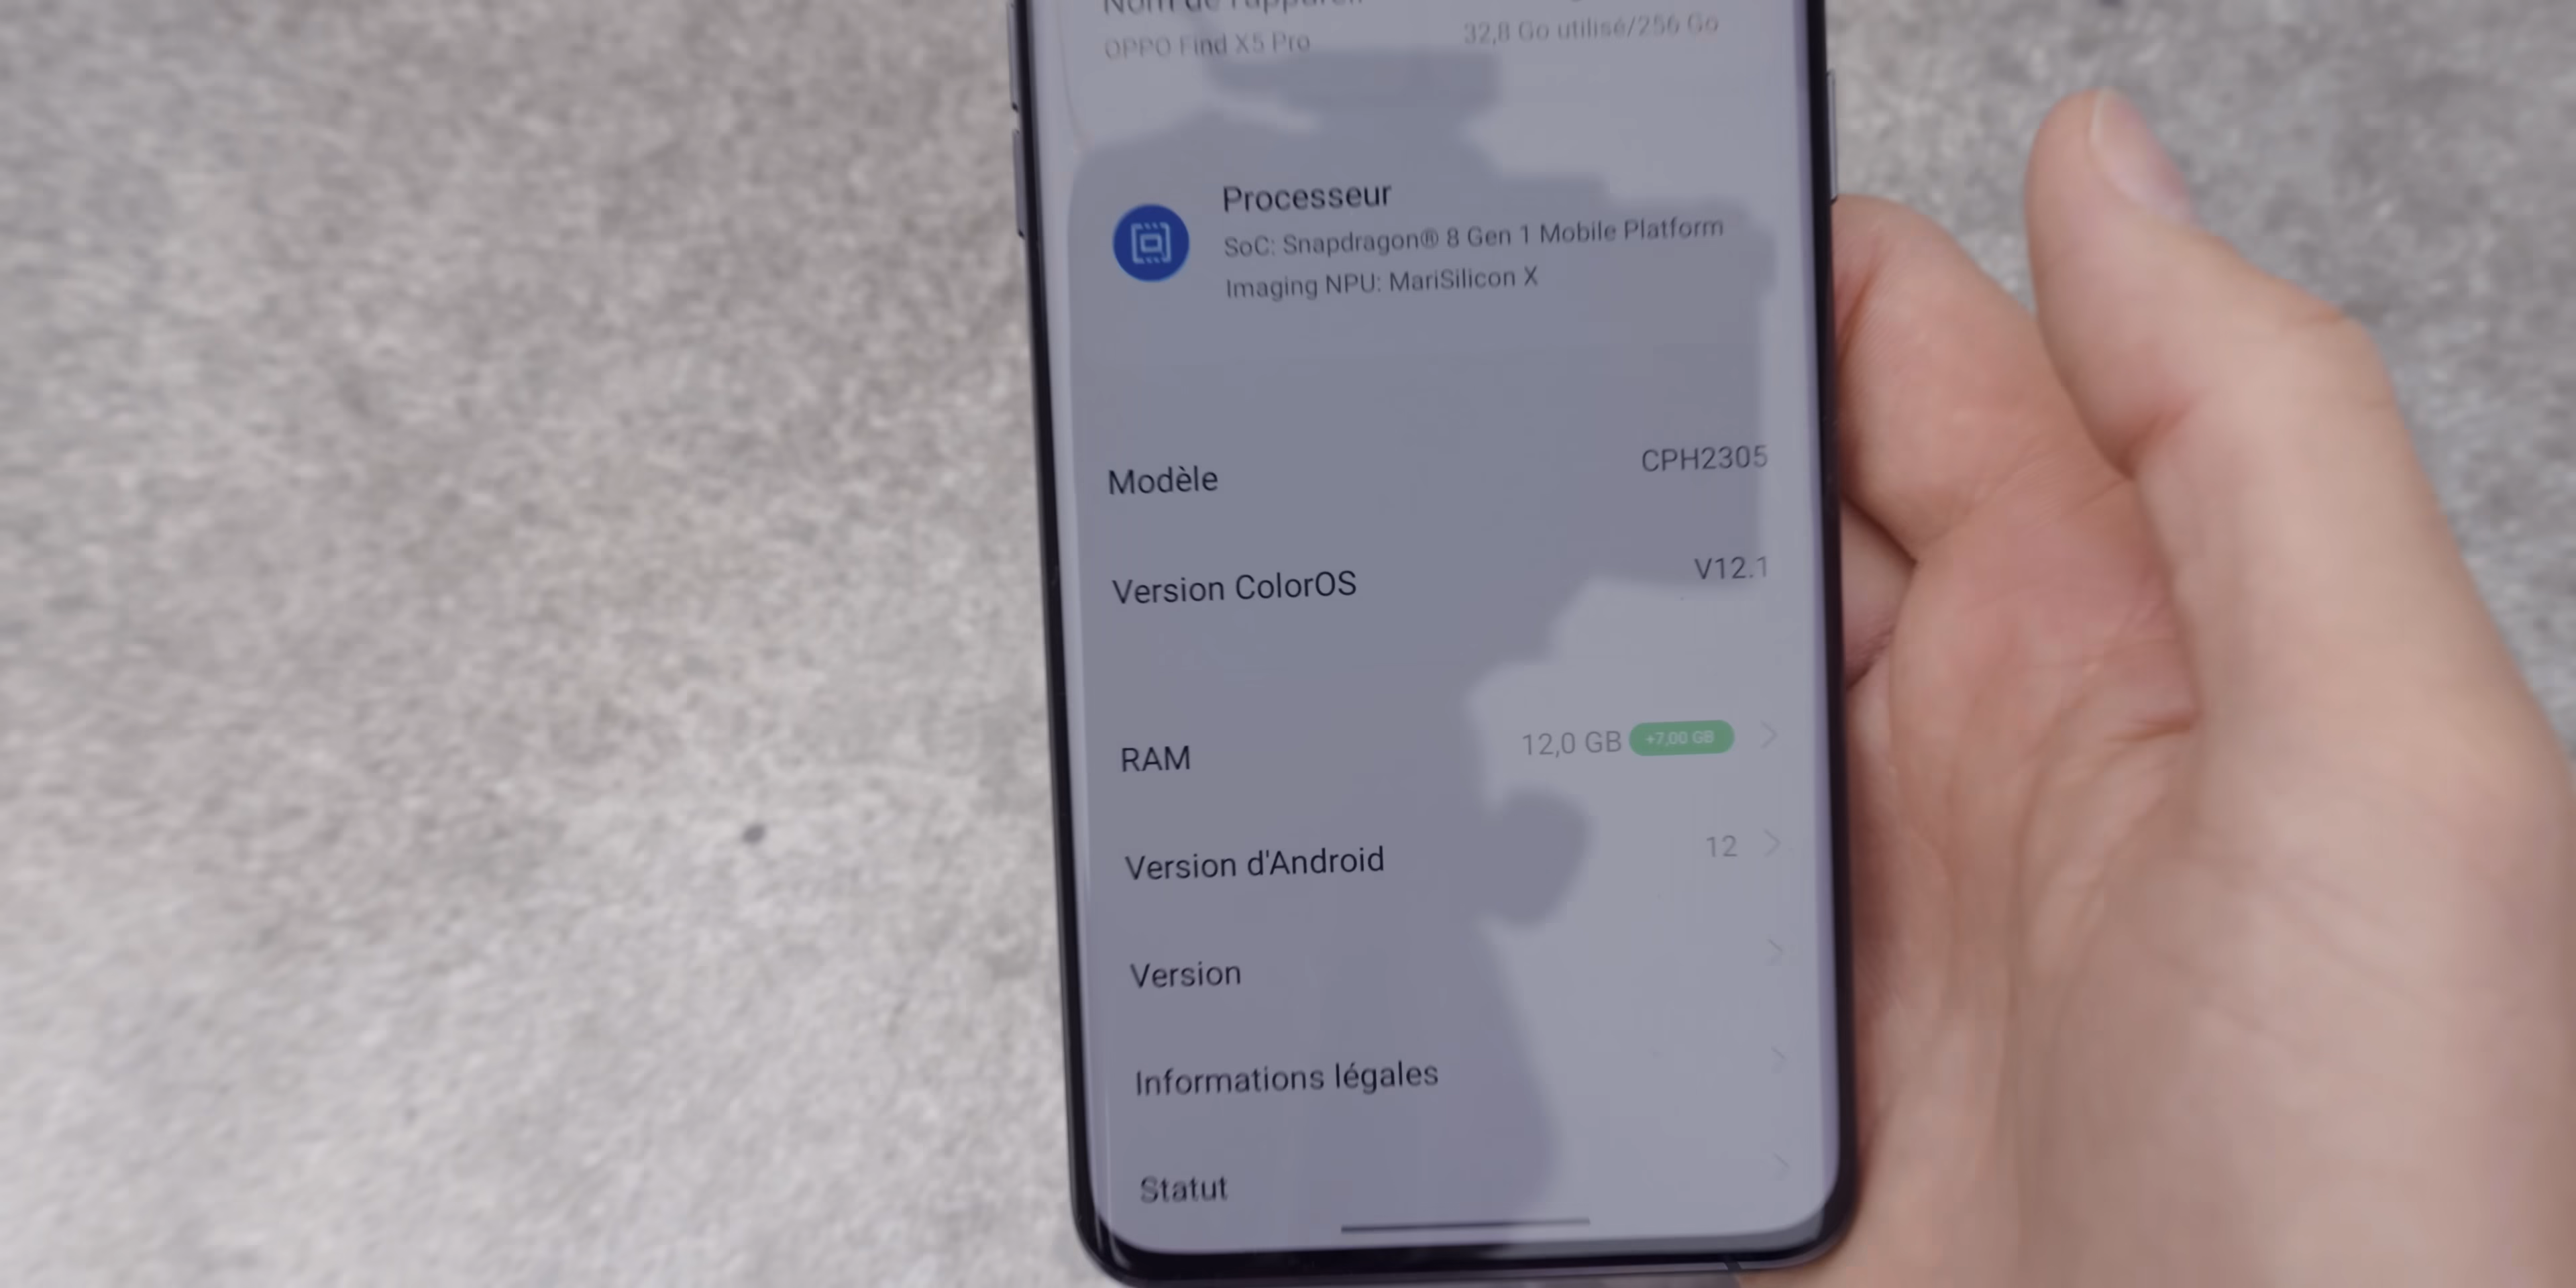 Nom de l'appareil
OPPO Find X5 Pro
32,8 Go utilisé/256 Go
Processeur
SoC: Snapdragon® 8 Gen 1 Mobile Platform
Imaging NPU: MariSilicon X
Modèle CPH2305
Version ColorOS V12.1
RAM 12,0 GB +7,00 GB
Version d'Android 12
Version
Informations légales
Statut